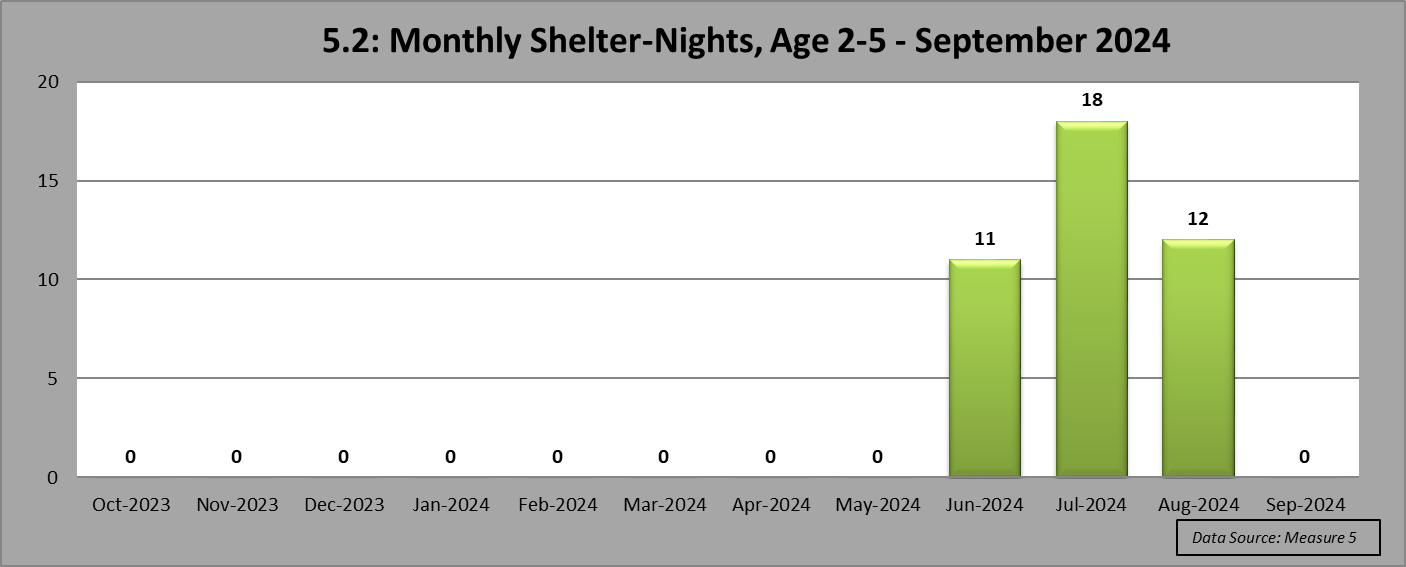 5.2: Monthly Shelter-Nights, Age 2-5 - September 2024
20
18
15
12
11
10
5
0 0 0 0 0 0 0 0 0
0
Oct-2023 Nov-2023 Dec-2023 Jan-2024 Feb-2024 Mar-2024 Apr-2024 May-2024 Jun-2024 Jul-2024 Aug-2024 Sep-2024
Data Source: Measure 5